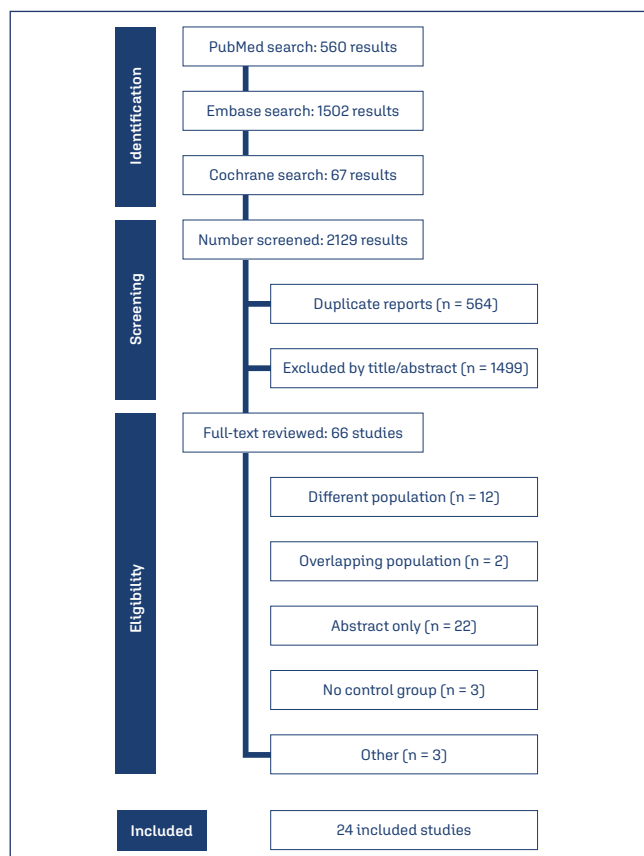 Identification
PubMed search: 560 results
Embase search: 1502 results
Cochrane search: 67 results
Screening
Number screened: 2129 results
Duplicate reports (n = 564)
Excluded by title/abstract (n = 1499)
Eligibility
Full-text reviewed: 66 studies
Different population (n = 12)
Overlapping population (n = 2)
Abstract only (n = 22)
No control group (n = 3)
Other (n = 3)
Included
24 included studies